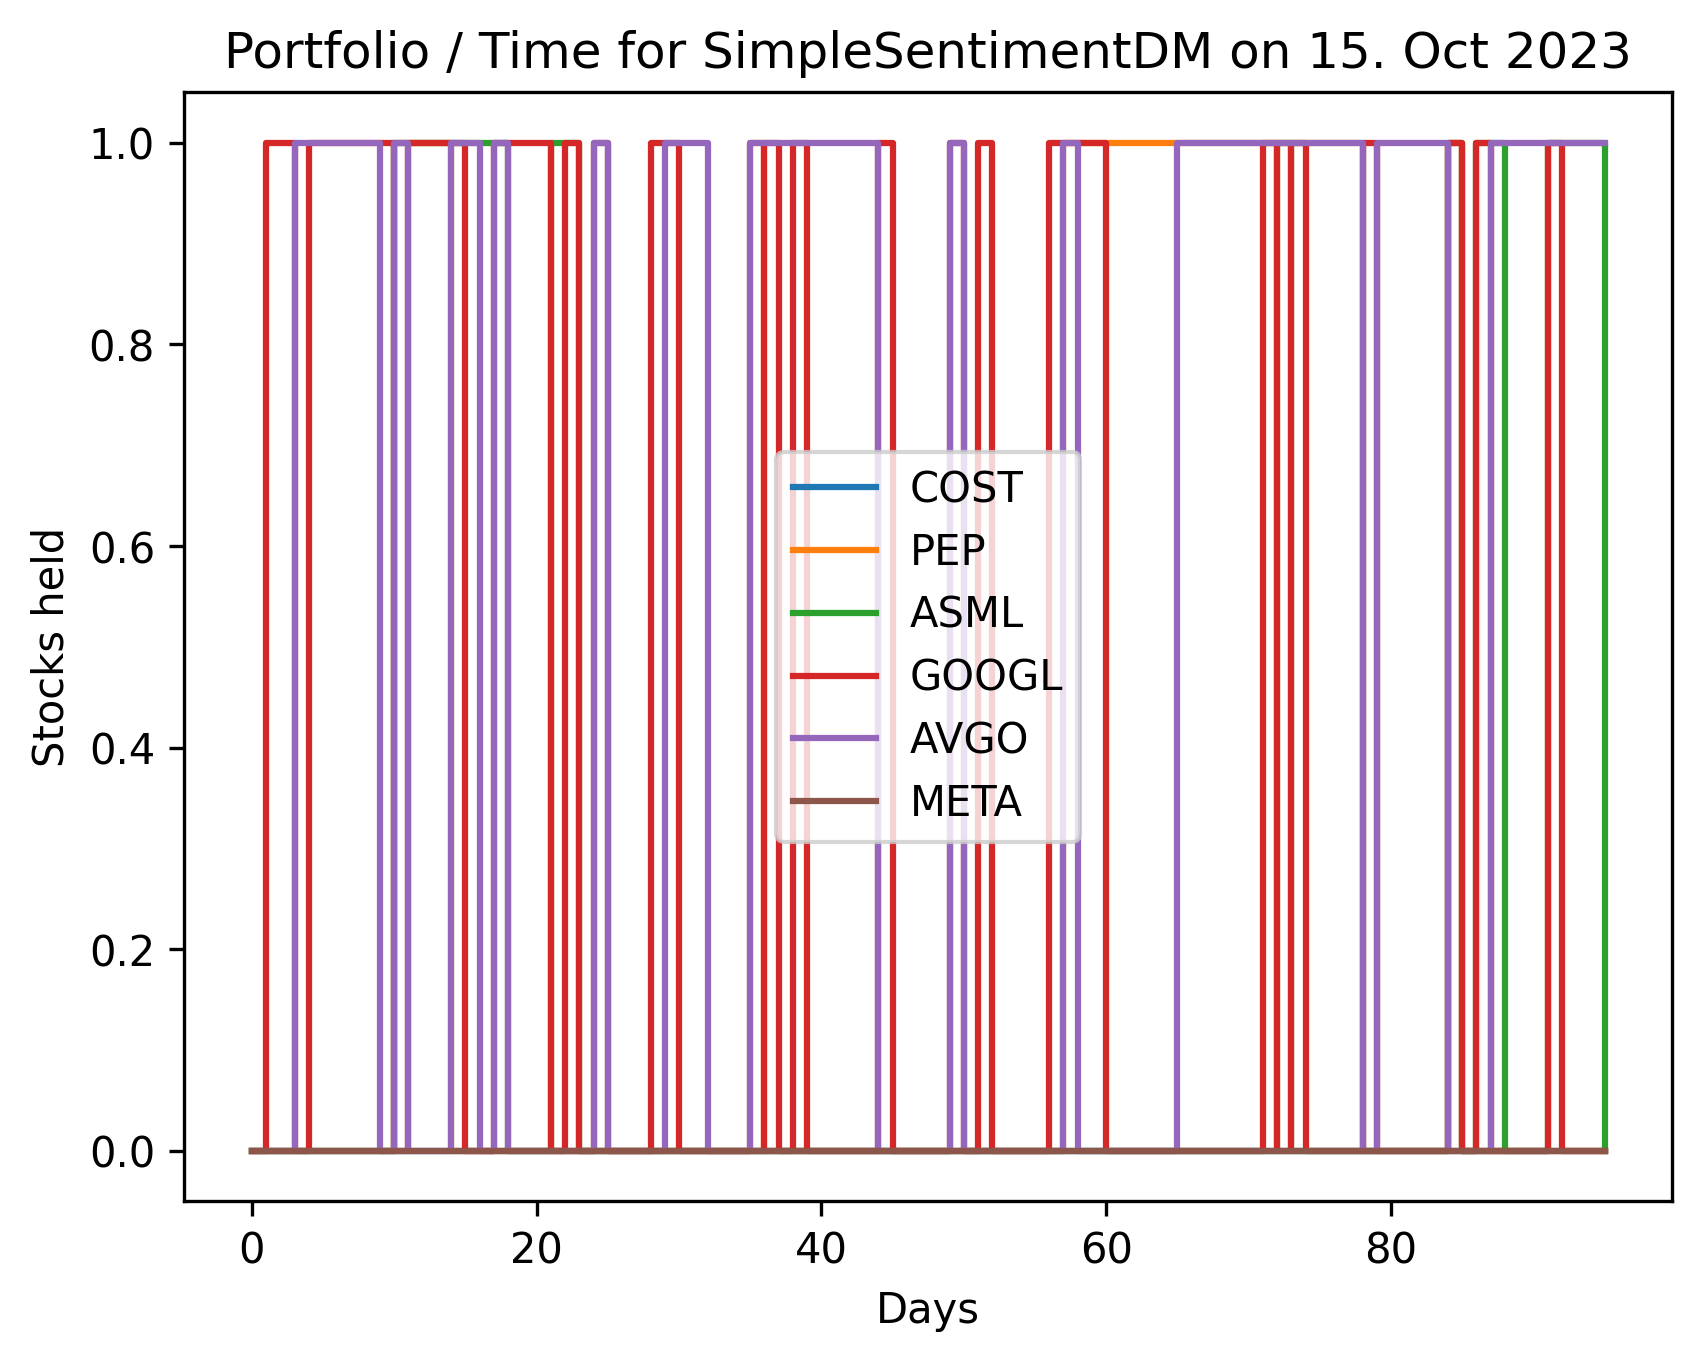 Portfolio / Time for SimpleSentimentDM on 15. Oct 2023
1.0
0.8
0.6
0.4
0.2
0.0
Stocks held
COST
PEP
ASML
GOOGL
AVGO
META
0 20 40 60 80
Days